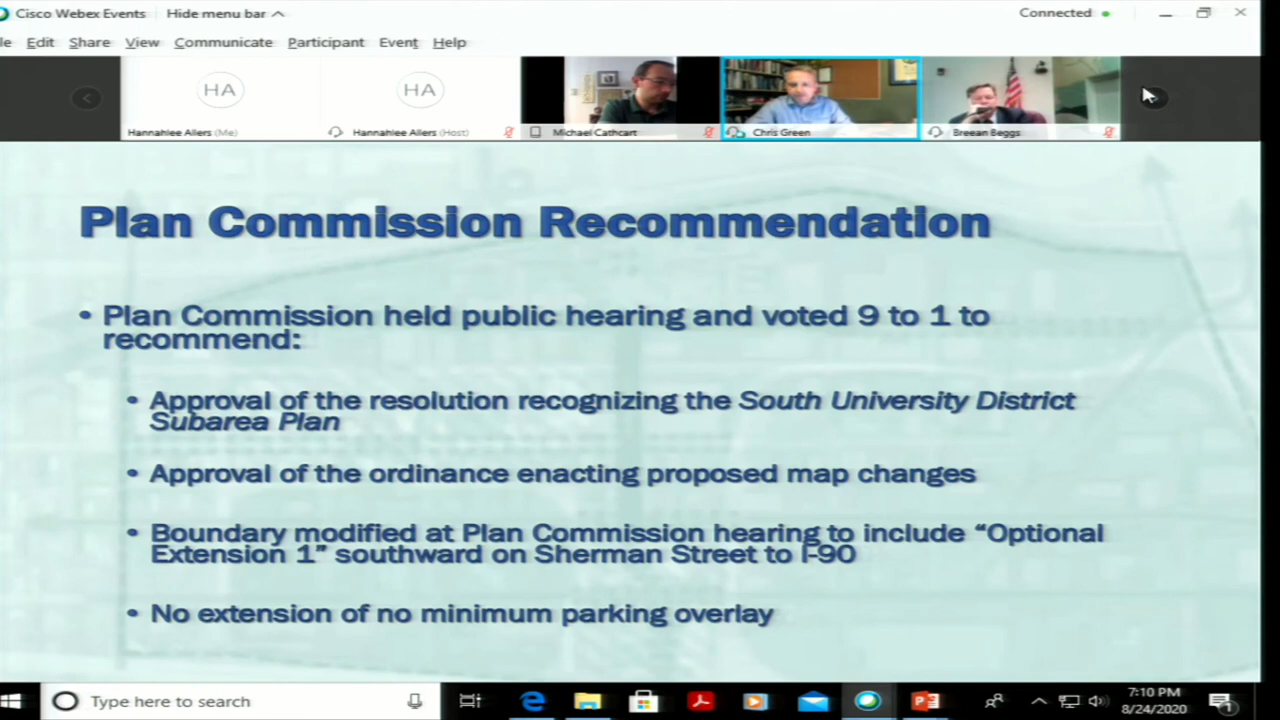 Cisco Webex Events Hide menu bar Connected
le Edit Share View Communicate Participant Event Help
HA HA
Hannahlee Allers (Me) Hannahlee Allers (Host) Michael Cathcart Chris Green Breean Beggs
Plan Commission Recommendation
• Plan Commission held public hearing and voted 9 to 1 to
recommend:
• Approval of the resolution recognizing the South University District
Subarea Plan
• Approval of the ordinance enacting proposed map changes
• Boundary modified at Plan Commission hearing to include “Optional
Extension 1” southward on Sherman Street to I-90
• No extension of no minimum parking overlay
Type here to search
7:10 PM
8/24/2020
1